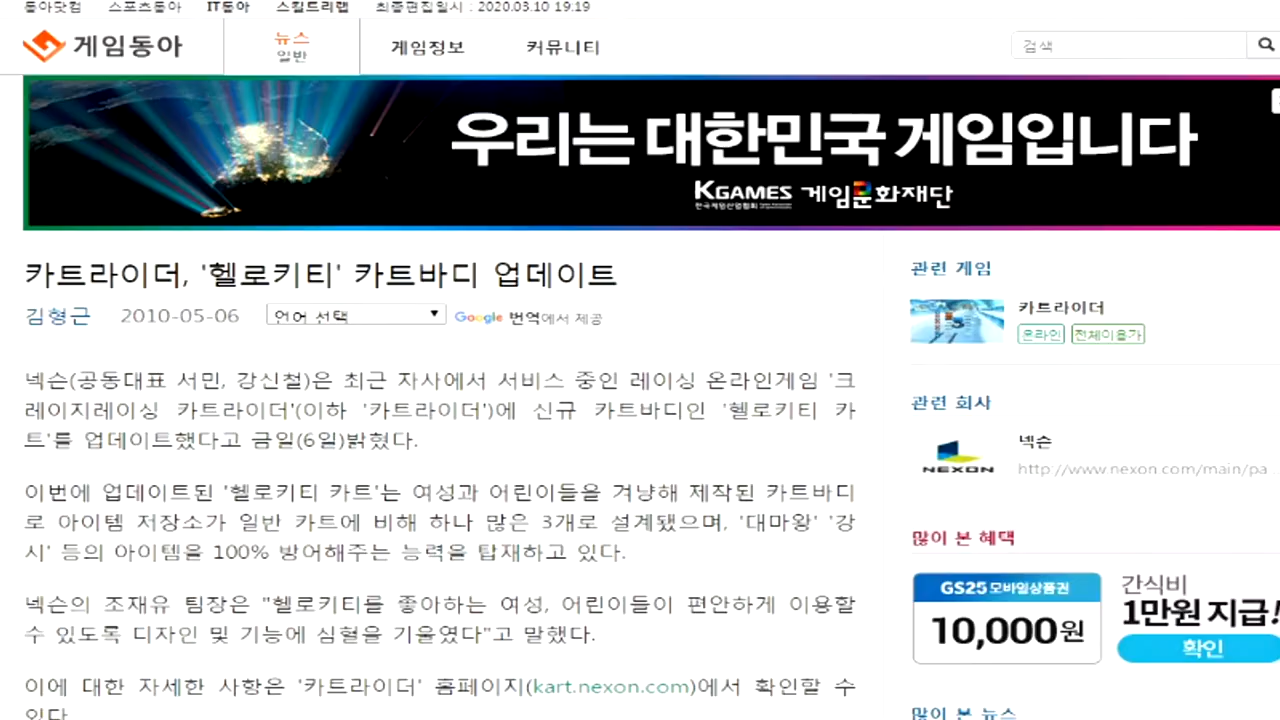 동아닷컴 스포츠동아 IT동아 스킬트리랩 최종편집일시 : 2020.03.10 19:19
게임동아 뉴스 일반 게임정보 커뮤니티 검색
우리는 대한민국 게임입니다
KGAMES 한국게임산업협회 게임문화재단
카트라이더, '헬로키티' 카트바디 업데이트
김형근 2010-05-06 언어 선택 Google 번역에서 제공
넥슨(공동대표 서민, 강신철)은 최근 자사에서 서비스 중인 레이싱 온라인게임 '크
레이지레이싱 카트라이더'(이하 '카트라이더')에 신규 카트바디인 '헬로키티 카
트'를 업데이트했다고 금일(6일)밝혔다.
이번에 업데이트된 '헬로키티 카트'는 여성과 어린이들을 겨냥해 제작된 카트바디
로 아이템 저장소가 일반 카트에 비해 하나 많은 3개로 설계됐으며, '대마왕' '강
시' 등의 아이템을 100% 방어해주는 능력을 탑재하고 있다.
넥슨의 조재유 팀장은 "헬로키티를 좋아하는 여성, 어린이들이 편안하게 이용할
수 있도록 디자인 및 기능에 심혈을 기울였다"고 말했다.
이에 대한 자세한 사항은 '카트라이더' 홈페이지(kart.nexon.com)에서 확인할 수
있다
관련 게임
카트라이더
온라인 전체이용가
관련 회사
넥슨
NEXON http://www.nexon.com/main/pa...
많이 본 혜택
GS25 모바일상품권
10,000원
간식비
1만원 지급!
확인
많이 본 뉴스